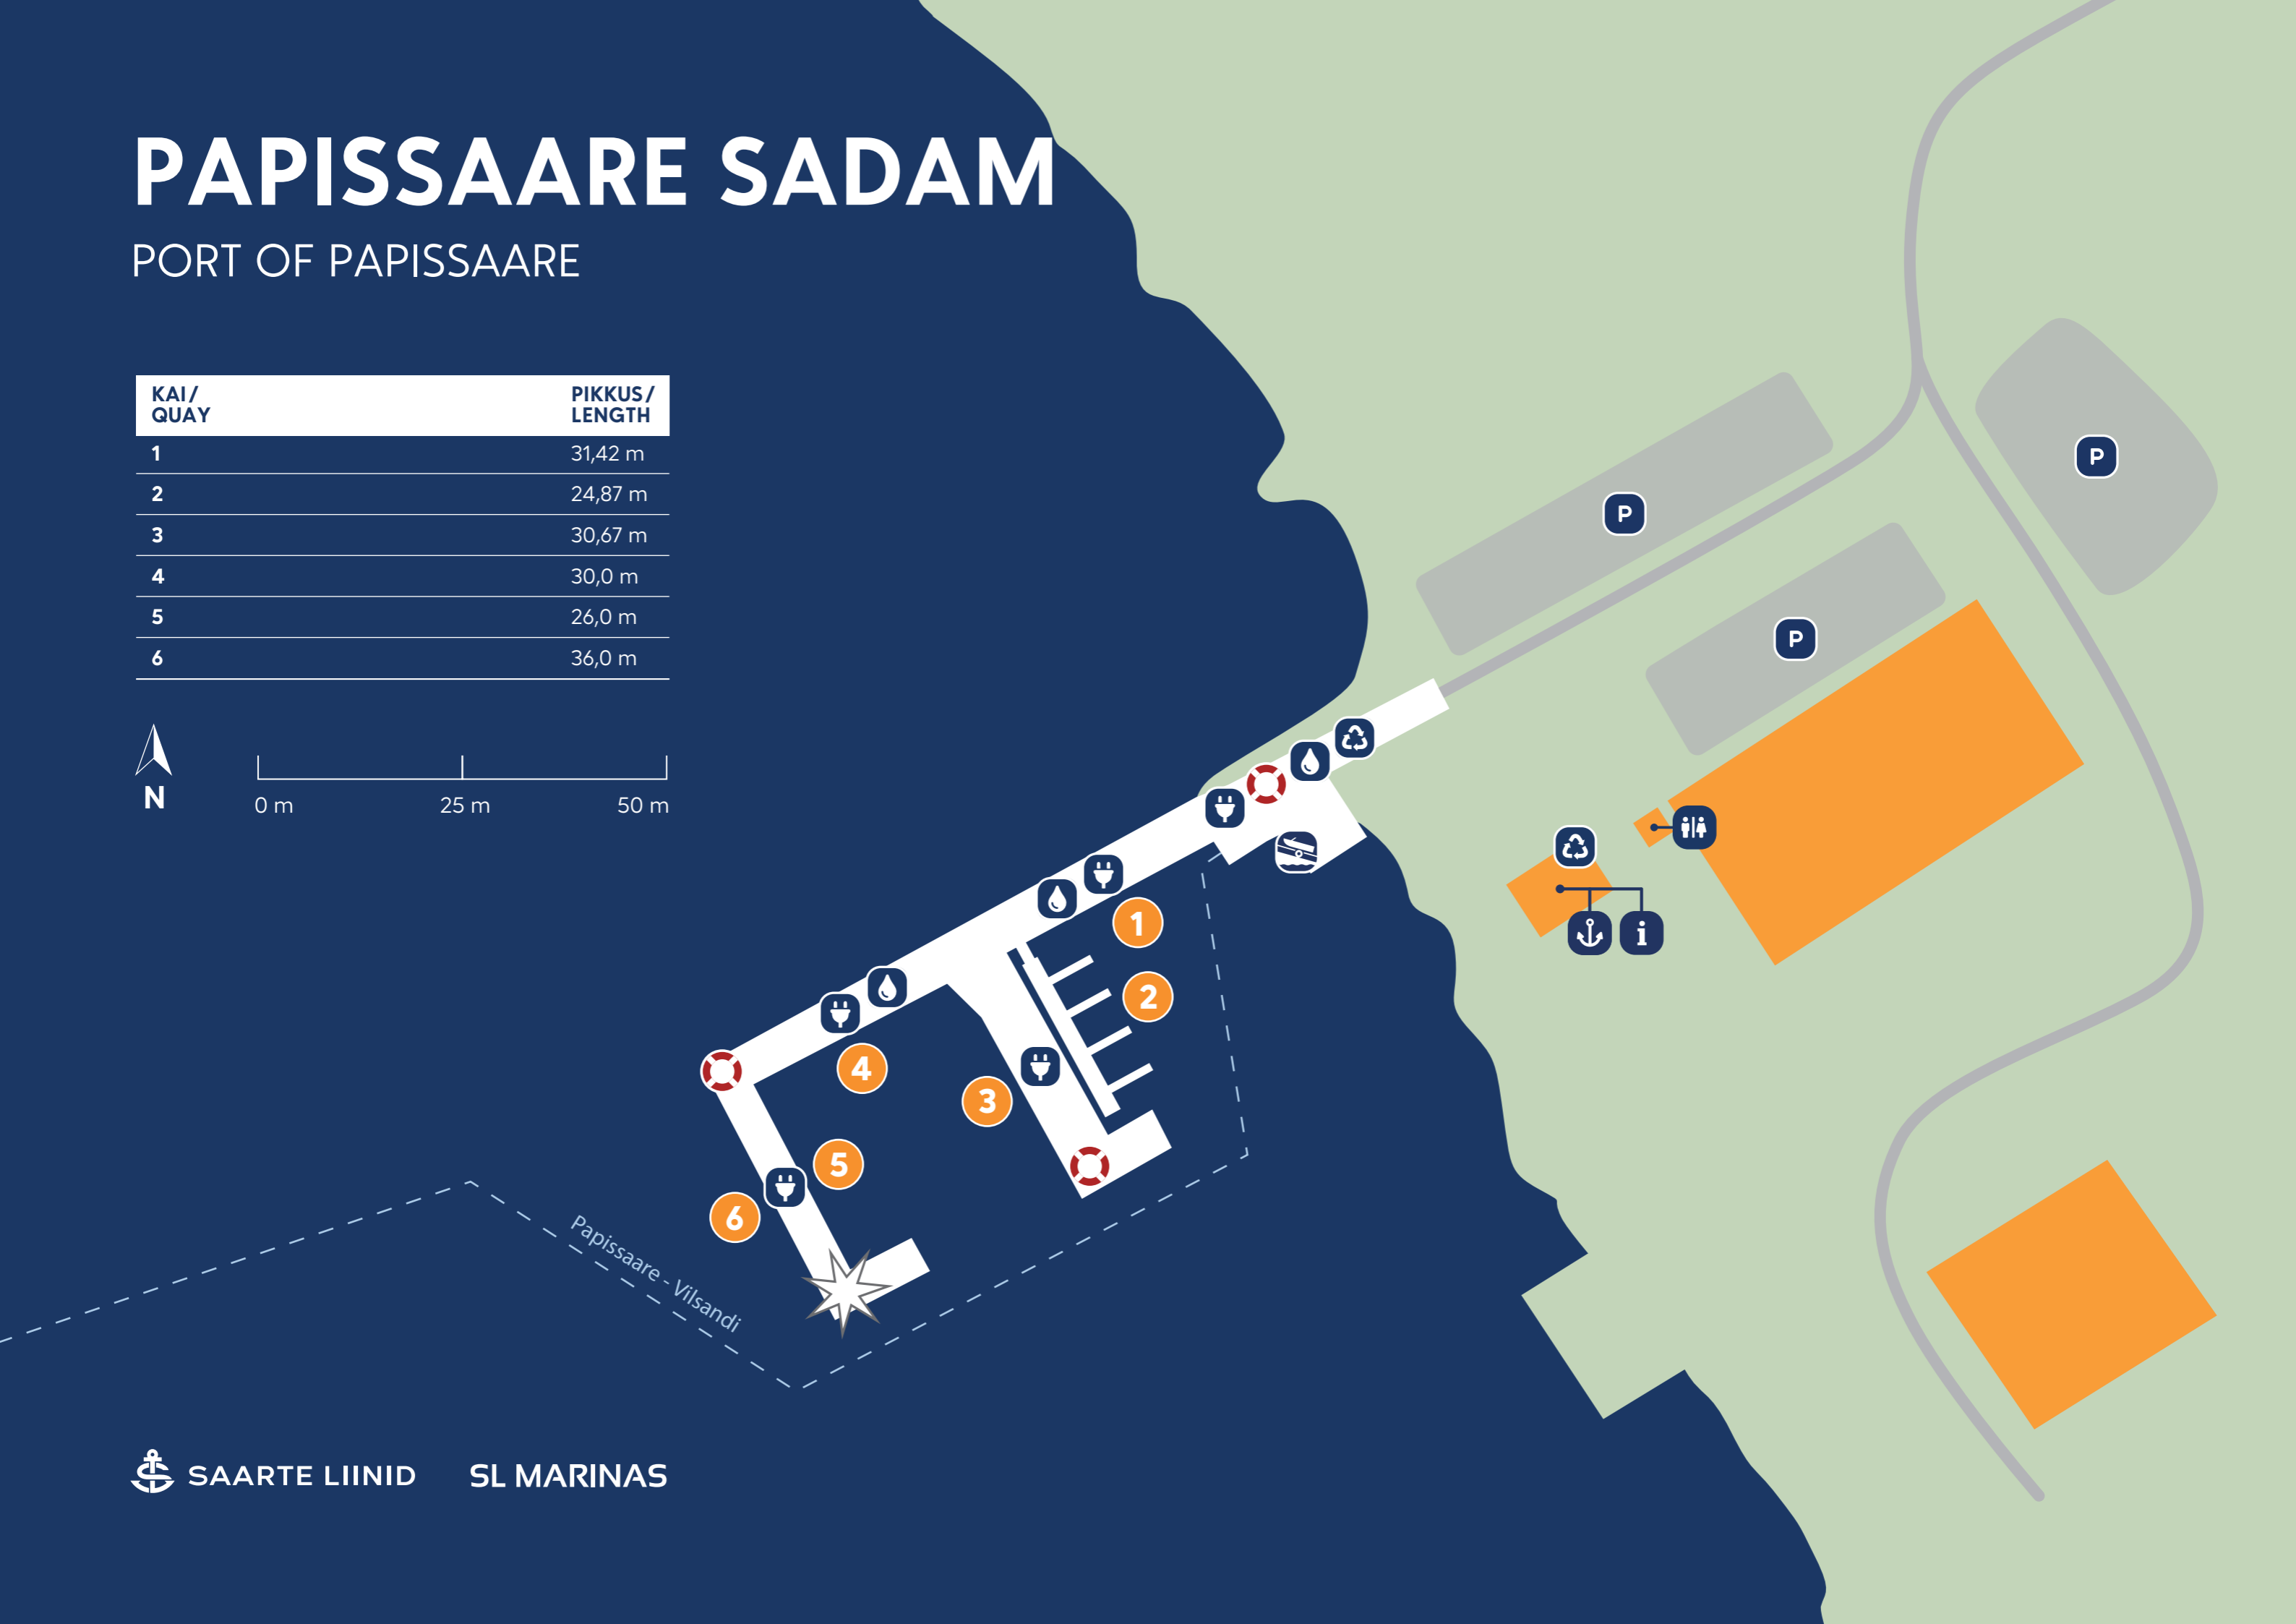 PAPISSAARE SADAM
PORT OF PAPISSAARE
KAI/ QUAY PIKKUS/ LENGTH
1 31,42 m
2 24,87 m
3 30,67 m
4 30,0 m
5 26,0 m
6 36,0 m
N
0 m 25 m 50 m
P
P
P
i
1
2
3
4
5
6
Papissaare - Vilsandi
SAARTE LIINID SL MARINAS